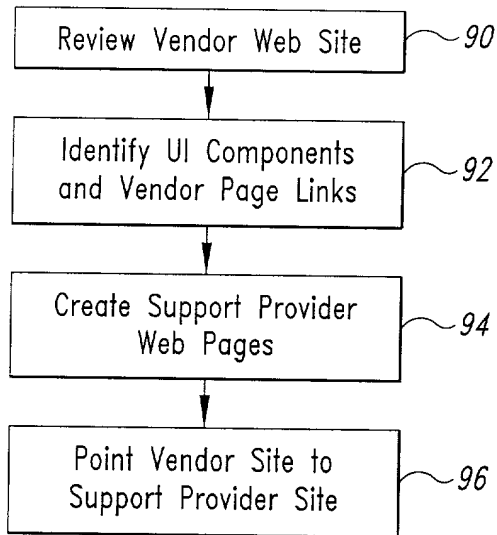 Review Vendor Web Site
90
Identify UI Components
and Vendor Page Links
92
Create Support Provider
Web Pages
94
Point Vendor Site to
Support Provider Site
96